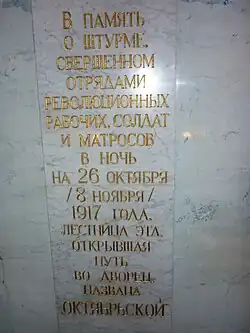 В ПАМЯТЬ
О ШТУРМЕ,
СВЕРШЕННОМ
ОТРЯДАМИ
РЕВОЛЮЦИОННЫХ
РАБОЧИХ, СОЛДАТ
И МАТРОСОВ
В НОЧЬ
НА 26 ОКТЯБРЯ
/8 НОЯБРЯ/
1917 ГОДА,
ЛЕСТНИЦА ЭТА,
ОТКРЫВШАЯ
ПУТЬ
ВО ДВОРЕЦ,
НАЗВАНА
ОКТЯБРЬСКОЙ